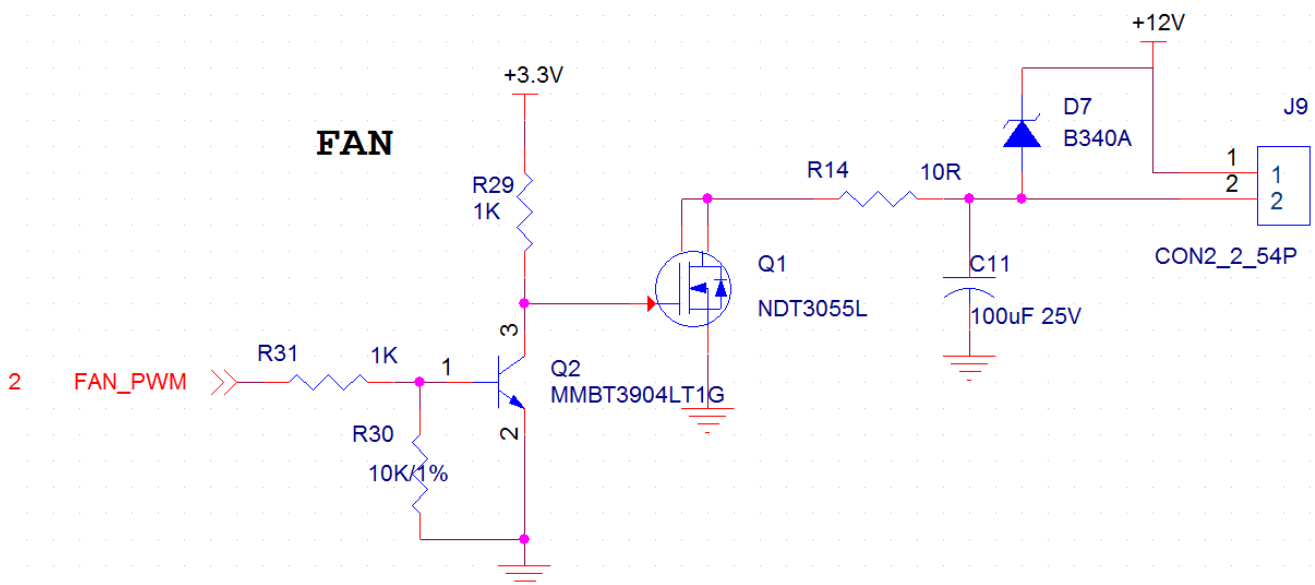 +12V
+3.3V
D7
B340A
J9
FAN
R29
1K
R14
10R
1
1
2
2
Q1
NDT3055L
C11
100uF 25V
CON2_2_54P
3
R31
1K
1
Q2
MMBT3904LT1G
2
FAN_PWM
R30
2
10K/1%